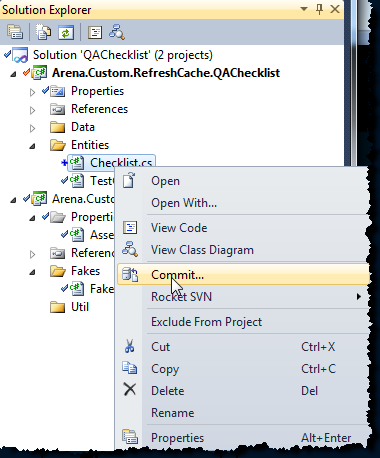 Solution Explorer
Solution 'QAChecklist' (2 projects)
Arena.Custom.RefreshCache.QAChecklist
Properties
References
Data
Entities
Checklist.cs
Test
Open
Arena.Custo
Open With...
Properti
View Code
Asse
View Class Diagram
Referenc
Fakes
Commit...
Fake
Rocket SVN
Util
Exclude From Project
Cut Ctrl+X
Copy Ctrl+C
Delete Del
Rename
Properties Alt+Enter